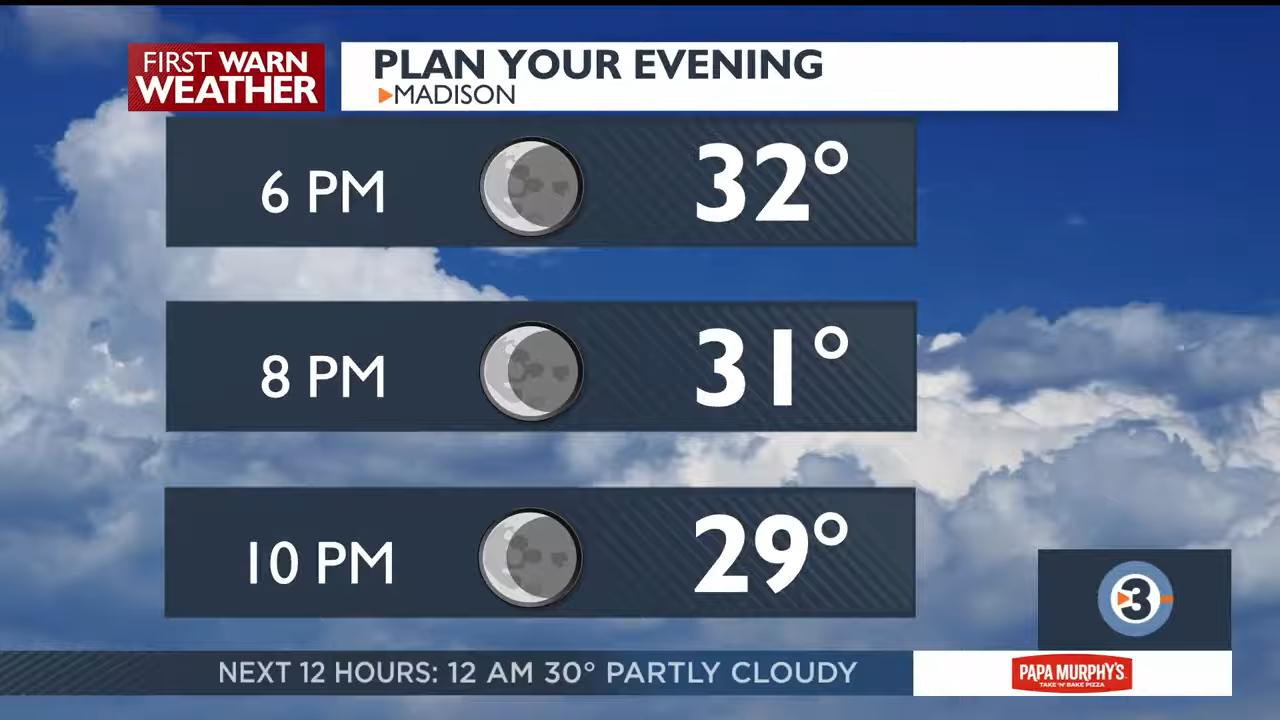 FIRST WARN
WEATHER
PLAN YOUR EVENING
MADISON
6 PM
32°
8 PM
31°
10 PM
29°
3
NEXT 12 HOURS: 12 AM 30° PARTLY CLOUDY
PAPA MURPHY'S
TAKE 'N' BAKE PIZZA